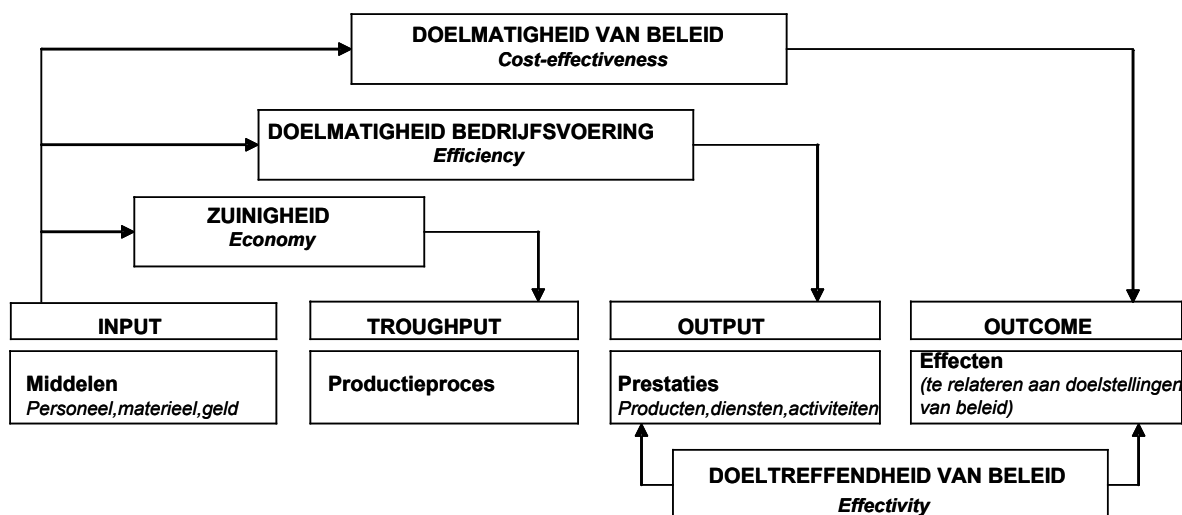 DOELMATIGHEID VAN BELEID
Cost-effectiveness
DOELMATIGHEID BEDRIJFSVOERING
Efficiency
ZUINIGHEID
Economy
INPUT
TROUGHPUT
OUTPUT
OUTCOME
Middelen
Personeel,materieel,geld
Productieproces
Prestaties
Producten,diensten,activiteiten
Effecten
(te relateren aan doelstellingen
van beleid)
DOELTREFFENDHEID VAN BELEID
Effectivity